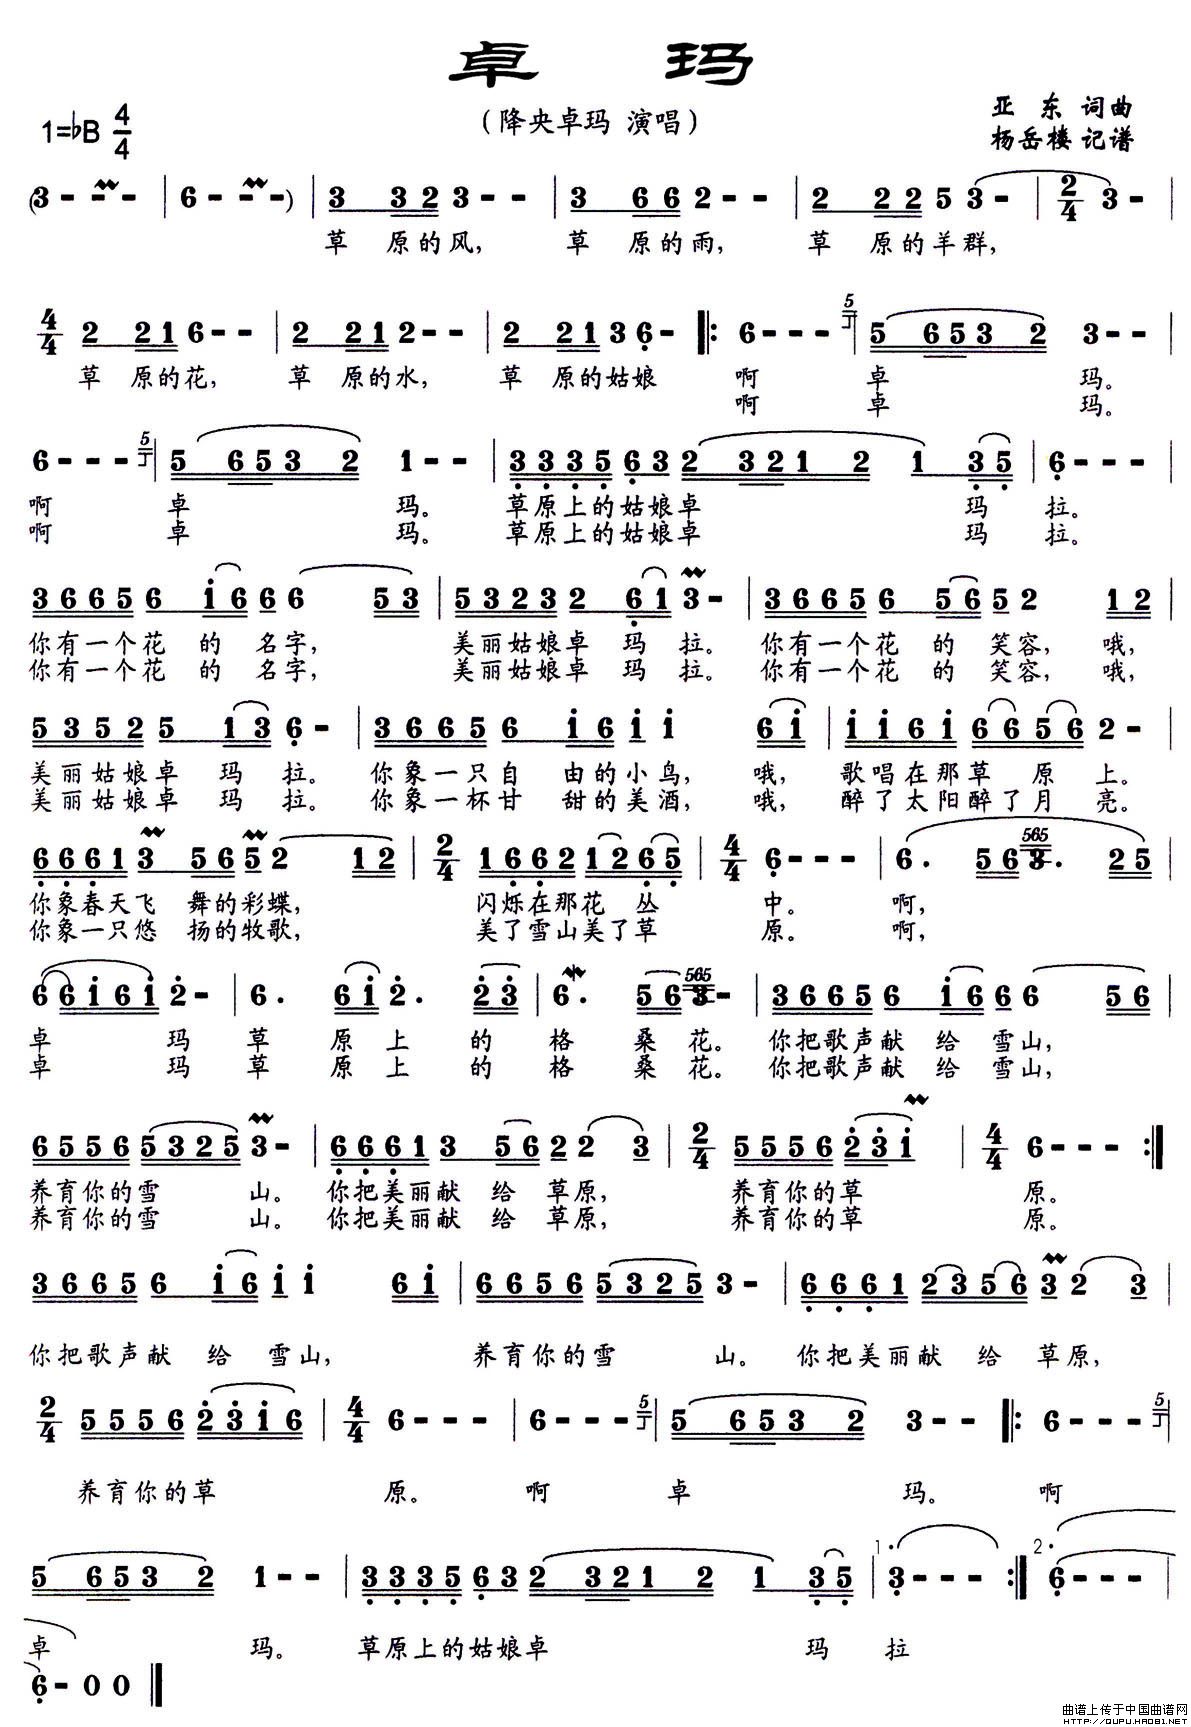 卓 玛
(降央卓玛 演唱)
亚 东 词曲
杨岳楼 记谱
1=♭B 4/4
(3 - - - | 6 - - -) | 3 3 2 3 - - | 3 6 6 2 - - | 2 2 2 5 3 - | 2/4 3 - |
草 原的风, 草 原的雨, 草 原的羊群,
4/4 2 2 1 6 - - | 2 2 1 2 - - | 2 2 1 3 6 - ‖: 6 - - - 5 | 5 6 5 3 2 3 - - |
草 原的花, 草 原的水, 草 原的姑娘 啊 卓 玛。
啊 卓 玛。
6 - - - 5 | 5 6 5 3 2 1 - - | 3 3 3 5 6 3 2 3 2 1 2 1 3 5 | 6 - - - |
啊 卓 玛。 草原上的姑娘卓 玛 拉。
啊 卓 玛。 草原上的姑娘卓 玛 拉。
3 6 6 5 6 i 6 6 6 5 3 | 5 3 2 3 2 6 1 3 - | 3 6 6 5 6 5 6 5 2 1 2 |
你有一个花 的 名字, 美丽姑娘卓 玛 拉。 你有一个花 的 笑容, 哦,
你有一个花 的 名字, 美丽姑娘卓 玛 拉。 你有一个花 的 笑容, 哦,
5 3 5 2 5 1 3 6 - | 3 6 6 5 6 i 6 i i 6 i | i i 6 i 6 6 5 6 2 - |
美丽姑娘卓 玛 拉。 你象一只自 由的小鸟, 哦, 歌唱在那草 原 上。
美丽姑娘卓 玛 拉。 你象一杯甘 甜的美酒, 哦, 醉了太阳醉了月 亮。
6 6 6 1 3 5 6 5 2 1 2 | 2/4 1 6 6 2 1 2 6 5 | 4/4 6 - - - | 6. 5 6 565 3. 2 5 |
你象春天飞 舞的彩蝶, 闪烁在那花 丛 中。 啊,
你象一只悠 扬的牧歌, 美了雪山美了草 原。 啊,
6 6 i 6 i 2 - | 6. 6 i 2. 2 3 | 6. 5 6 565 3 - | 3 6 6 5 6 i 6 6 6 5 6 |
卓 玛 草 原 上 的 格 桑 花。 你把歌声献 给 雪山,
卓 玛 草 原 上 的 格 桑 花。 你把歌声献 给 雪山,
6 5 5 6 5 3 2 5 3 - | 6 6 6 1 3 5 6 2 2 3 | 2/4 5 5 5 6 2 3 i | 4/4 6 - - - :‖
养育你的雪 山。 你把美丽献 给 草原, 养育你的草 原。
养育你的雪 山。 你把美丽献 给 草原, 养育你的草 原。
3 6 6 5 6 i 6 i i 6 i | 6 6 5 6 5 3 2 5 3 - | 6 6 6 1 2 3 5 6 3 2 3 |
你把歌声献 给 雪山, 养育你的雪 山。 你把美丽献 给 草原,
2/4 5 5 5 6 2 3 i 6 | 4/4 6 - - - | 6 - - - 5 | 5 6 5 3 2 3 - - ‖: 6 - - - 5 |
养育你的草 原。 啊 卓 玛。 啊
5 6 5 3 2 1 - - | 3 3 3 5 6 3 2 3 2 1 2 1 3 5 | 1. 3 - - - :‖ 2. 6 - - -
卓 玛。 草原上的姑娘卓 玛 拉
6 - 0 0 ‖
曲谱上传于中国曲谱网
HTTP://QUPU.HAO81.NET